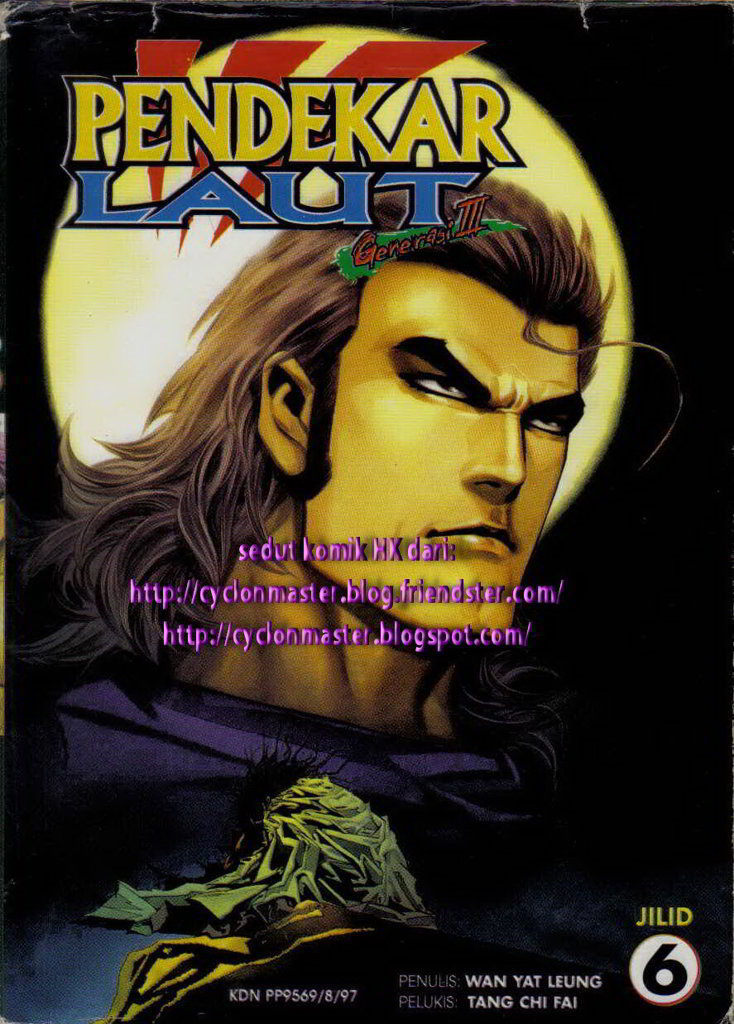 PENDEKAR
LAUT
Generasi III
sedut komik HK dari:
http://cyclonmaster.blog.friendster.com/
http://cyclonmaster.blogspot.com/
JILID
6
KDN PP9569/8/97
PENULIS: WAN YAT LEUNG
PELUKIS: TANG CHI FAI